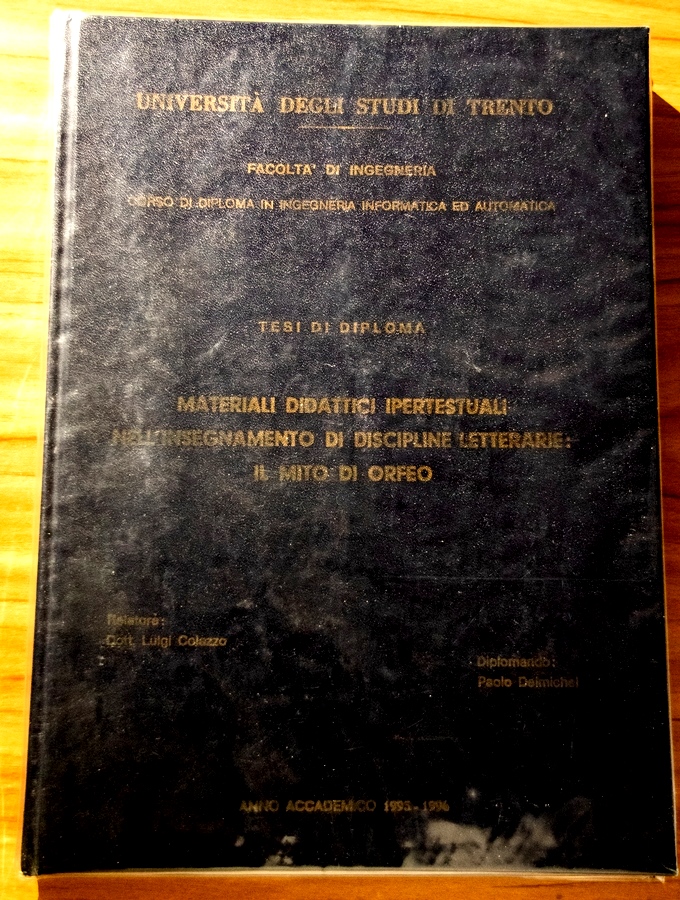 UNIVERSITÀ DEGLI STUDI DI TRENTO
FACOLTA' DI INGEGNERIA
CORSO DI DIPLOMA IN INGEGNERIA INFORMATICA ED AUTOMATICA
TESI DI DIPLOMA
MATERIALI DIDATTICI IPERTESTUALI
NELL'INSEGNAMENTO DI DISCIPLINE LETTERARIE:
IL MITO DI ORFEO
Relatore:
Dott. Luigi Colazzo
Diplomando:
Paolo Delmichei
ANNO ACCADEMICO 1995-1996